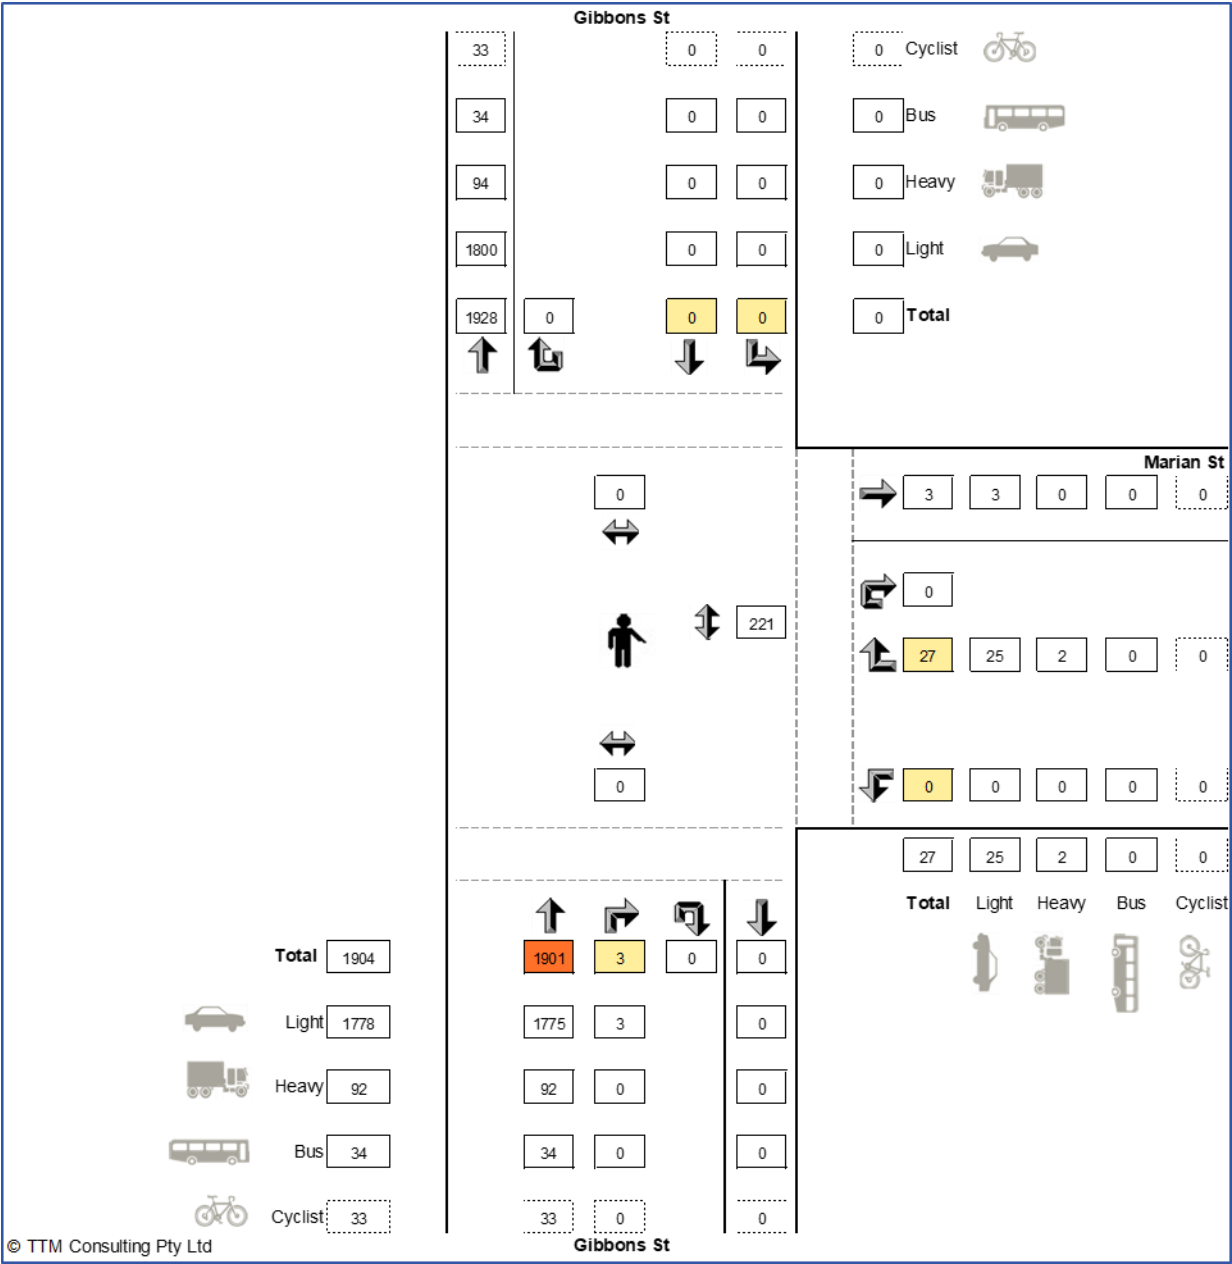 Gibbons St
33 0 0 0 Cyclist
34 0 0 0 Bus
94 0 0 0 Heavy
1800 0 0 0 Light
1928 0 0 0 0 Total
Marian St
0 3 3 0 0 0
0
221
27 25 2 0 0
0 0 0 0 0 0
27 25 2 0 0
Total Light Heavy Bus Cyclist
Total 1904 1901 3 0 0
Light 1778 1775 3 0
Heavy 92 92 0 0
Bus 34 34 0 0
Cyclist 33 33 0 0
© TTM Consulting Pty Ltd Gibbons St